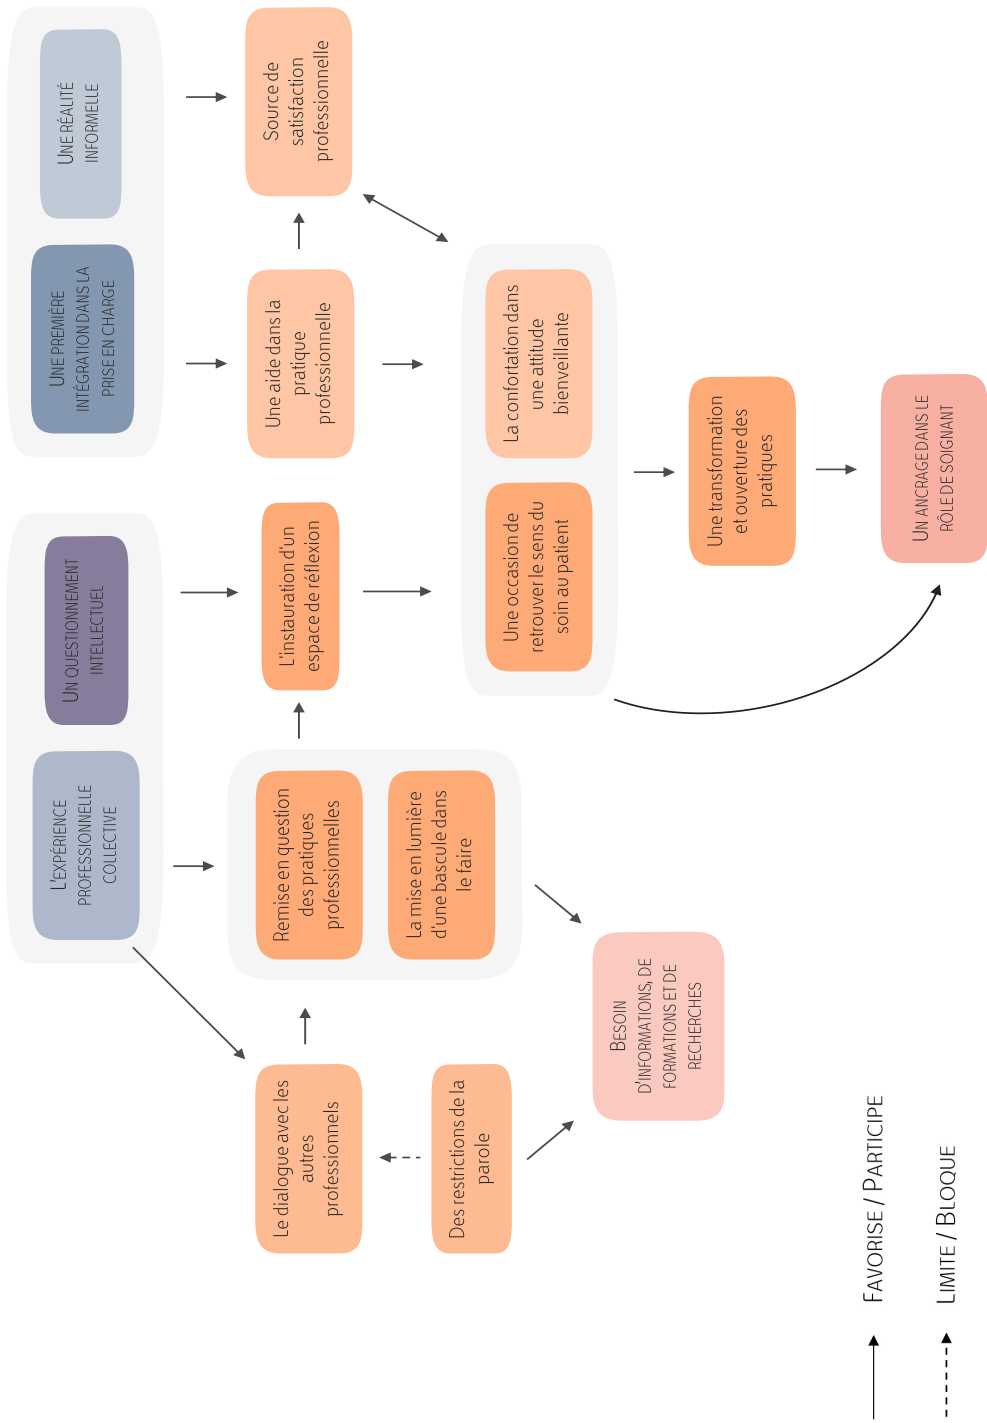 L'EXPÉRIENCE
PROFESSIONNELLE
COLLECTIVE
UN QUESTIONNEMENT
INTELLECTUEL
UNE PREMIÈRE
INTÉGRATION DANS LA
PRISE EN CHARGE
UNE RÉALITÉ
INFORMELLE
Le dialogue avec les
autres
professionnels
Remise en question
des pratiques
professionnelles
L'instauration d'un
espace de réflexion
Une aide dans la
pratique
professionnelle
Source de
satisfaction
professionnelle
Des restrictions de la
parole
La mise en lumière
d'une bascule dans
le faire
Une occasion de
retrouver le sens du
soin au patient
La confortation dans
une attitude
bienveillante
BESOIN
D'INFORMATIONS, DE
FORMATIONS ET DE
RECHERCHES
Une transformation
et ouverture des
pratiques
UN ANCRAGE DANS LE
RÔLE DE SOIGNANT
FAVORISE / PARTICIPE
LIMITE / BLOQUE